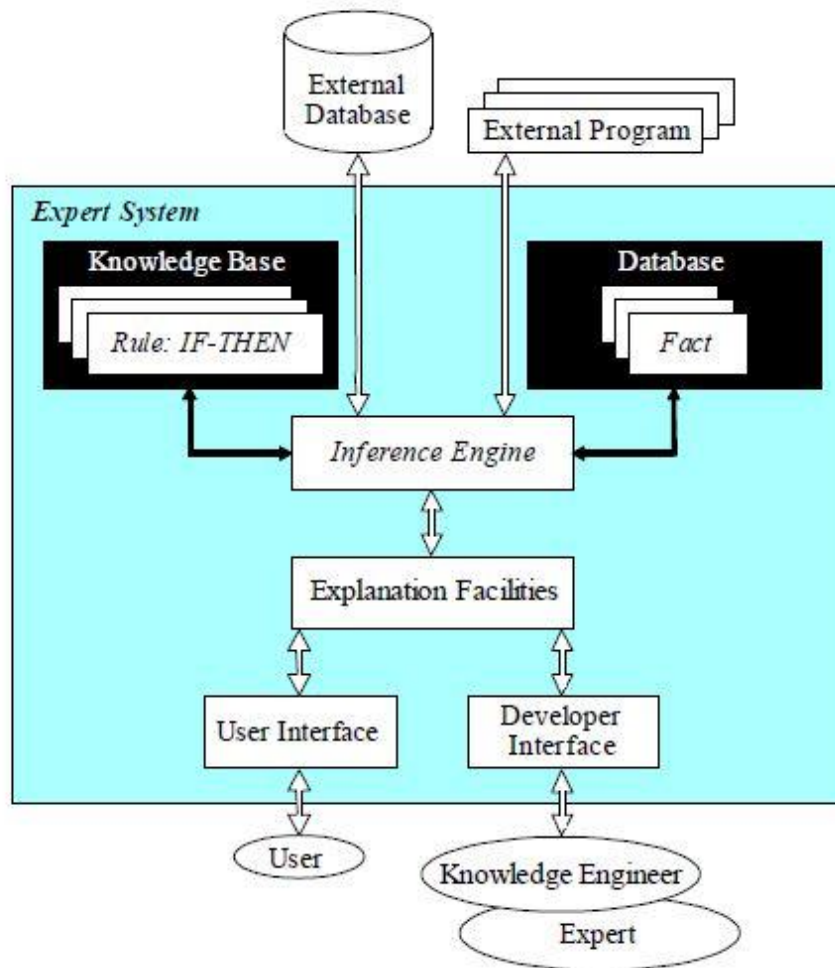 External
Database
External Program
Expert System
Knowledge Base
Rule: IF-THEN
Database
Fact
Inference Engine
Explanation Facilities
User Interface
Developer
Interface
User
Knowledge Engineer
Expert